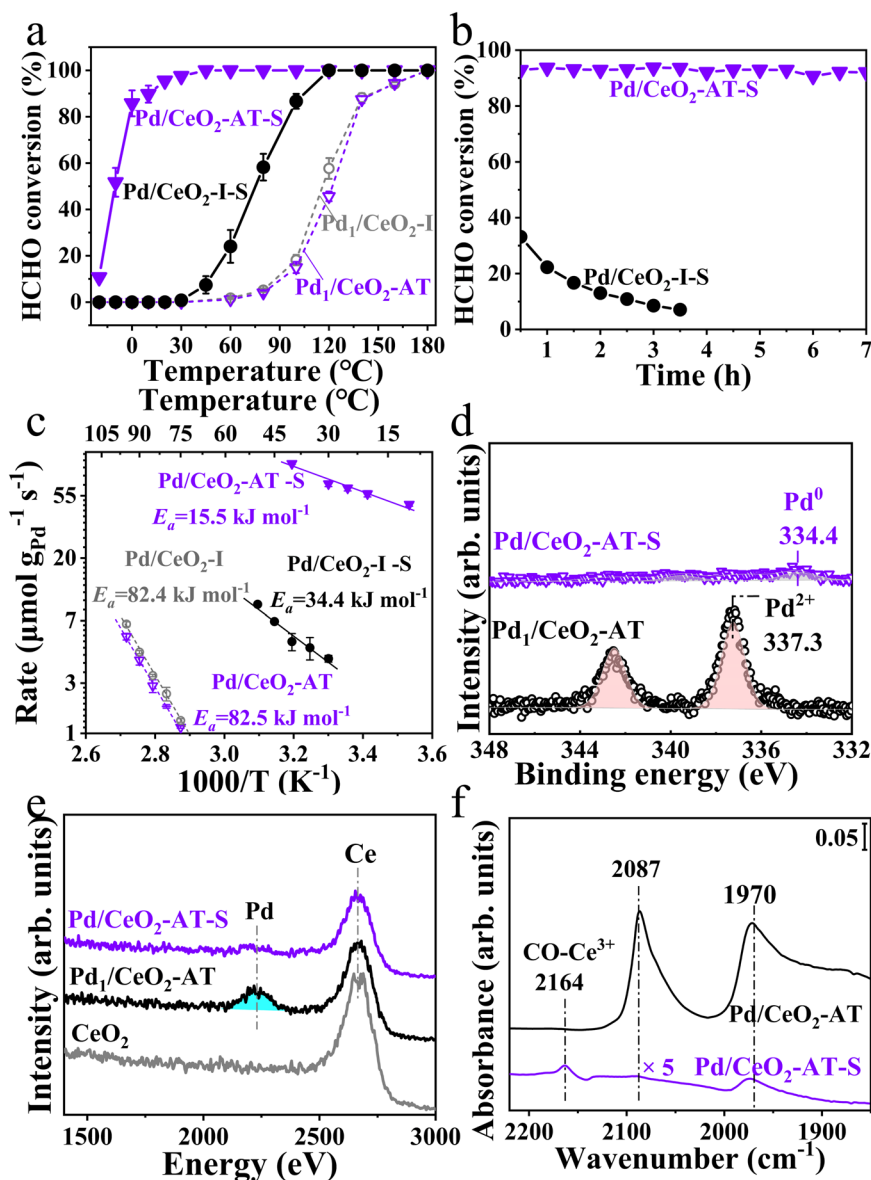 a
HCHO conversion (%)
100
80
60
40
20
0
Pd/CeO₂-AT-S
Pd/CeO₂-I-S
Pd₁/CeO₂-I
Pd₁/CeO₂-AT
0 30 60 90 120 150 180
Temperature (°C)
b
HCHO conversion (%)
100
80
60
40
20
0
Pd/CeO₂-AT-S
Pd/CeO₂-I-S
1 2 3 4 5 6 7
Time (h)
Temperature (°C)
c
105 90 75 60 45 30 15
Rate (μmol g_Pd⁻¹ s⁻¹)
55
20
7
3
1
Pd/CeO₂-AT -S
Eₐ=15.5 kJ mol⁻¹
Pd/CeO₂-I
Eₐ=82.4 kJ mol⁻¹
Pd/CeO₂-I -S
Eₐ=34.4 kJ mol⁻¹
Pd/CeO₂-AT
Eₐ=82.5 kJ mol⁻¹
2.6 2.8 3.0 3.2 3.4 3.6
1000/T (K⁻¹)
d
Intensity (arb. units)
Pd/CeO₂-AT-S
Pd⁰
334.4
Pd²⁺
337.3
Pd₁/CeO₂-AT
348 344 340 336 332
Binding energy (eV)
e
Intensity (arb. units)
Ce
Pd
Pd/CeO₂-AT-S
Pd₁/CeO₂-AT
CeO₂
1500 2000 2500 3000
Energy (eV)
f
Absorbance (arb. units)
0.05
2087
1970
CO-Ce³⁺
2164
Pd/CeO₂-AT
× 5
Pd/CeO₂-AT-S
2200 2100 2000 1900
Wavenumber (cm⁻¹)